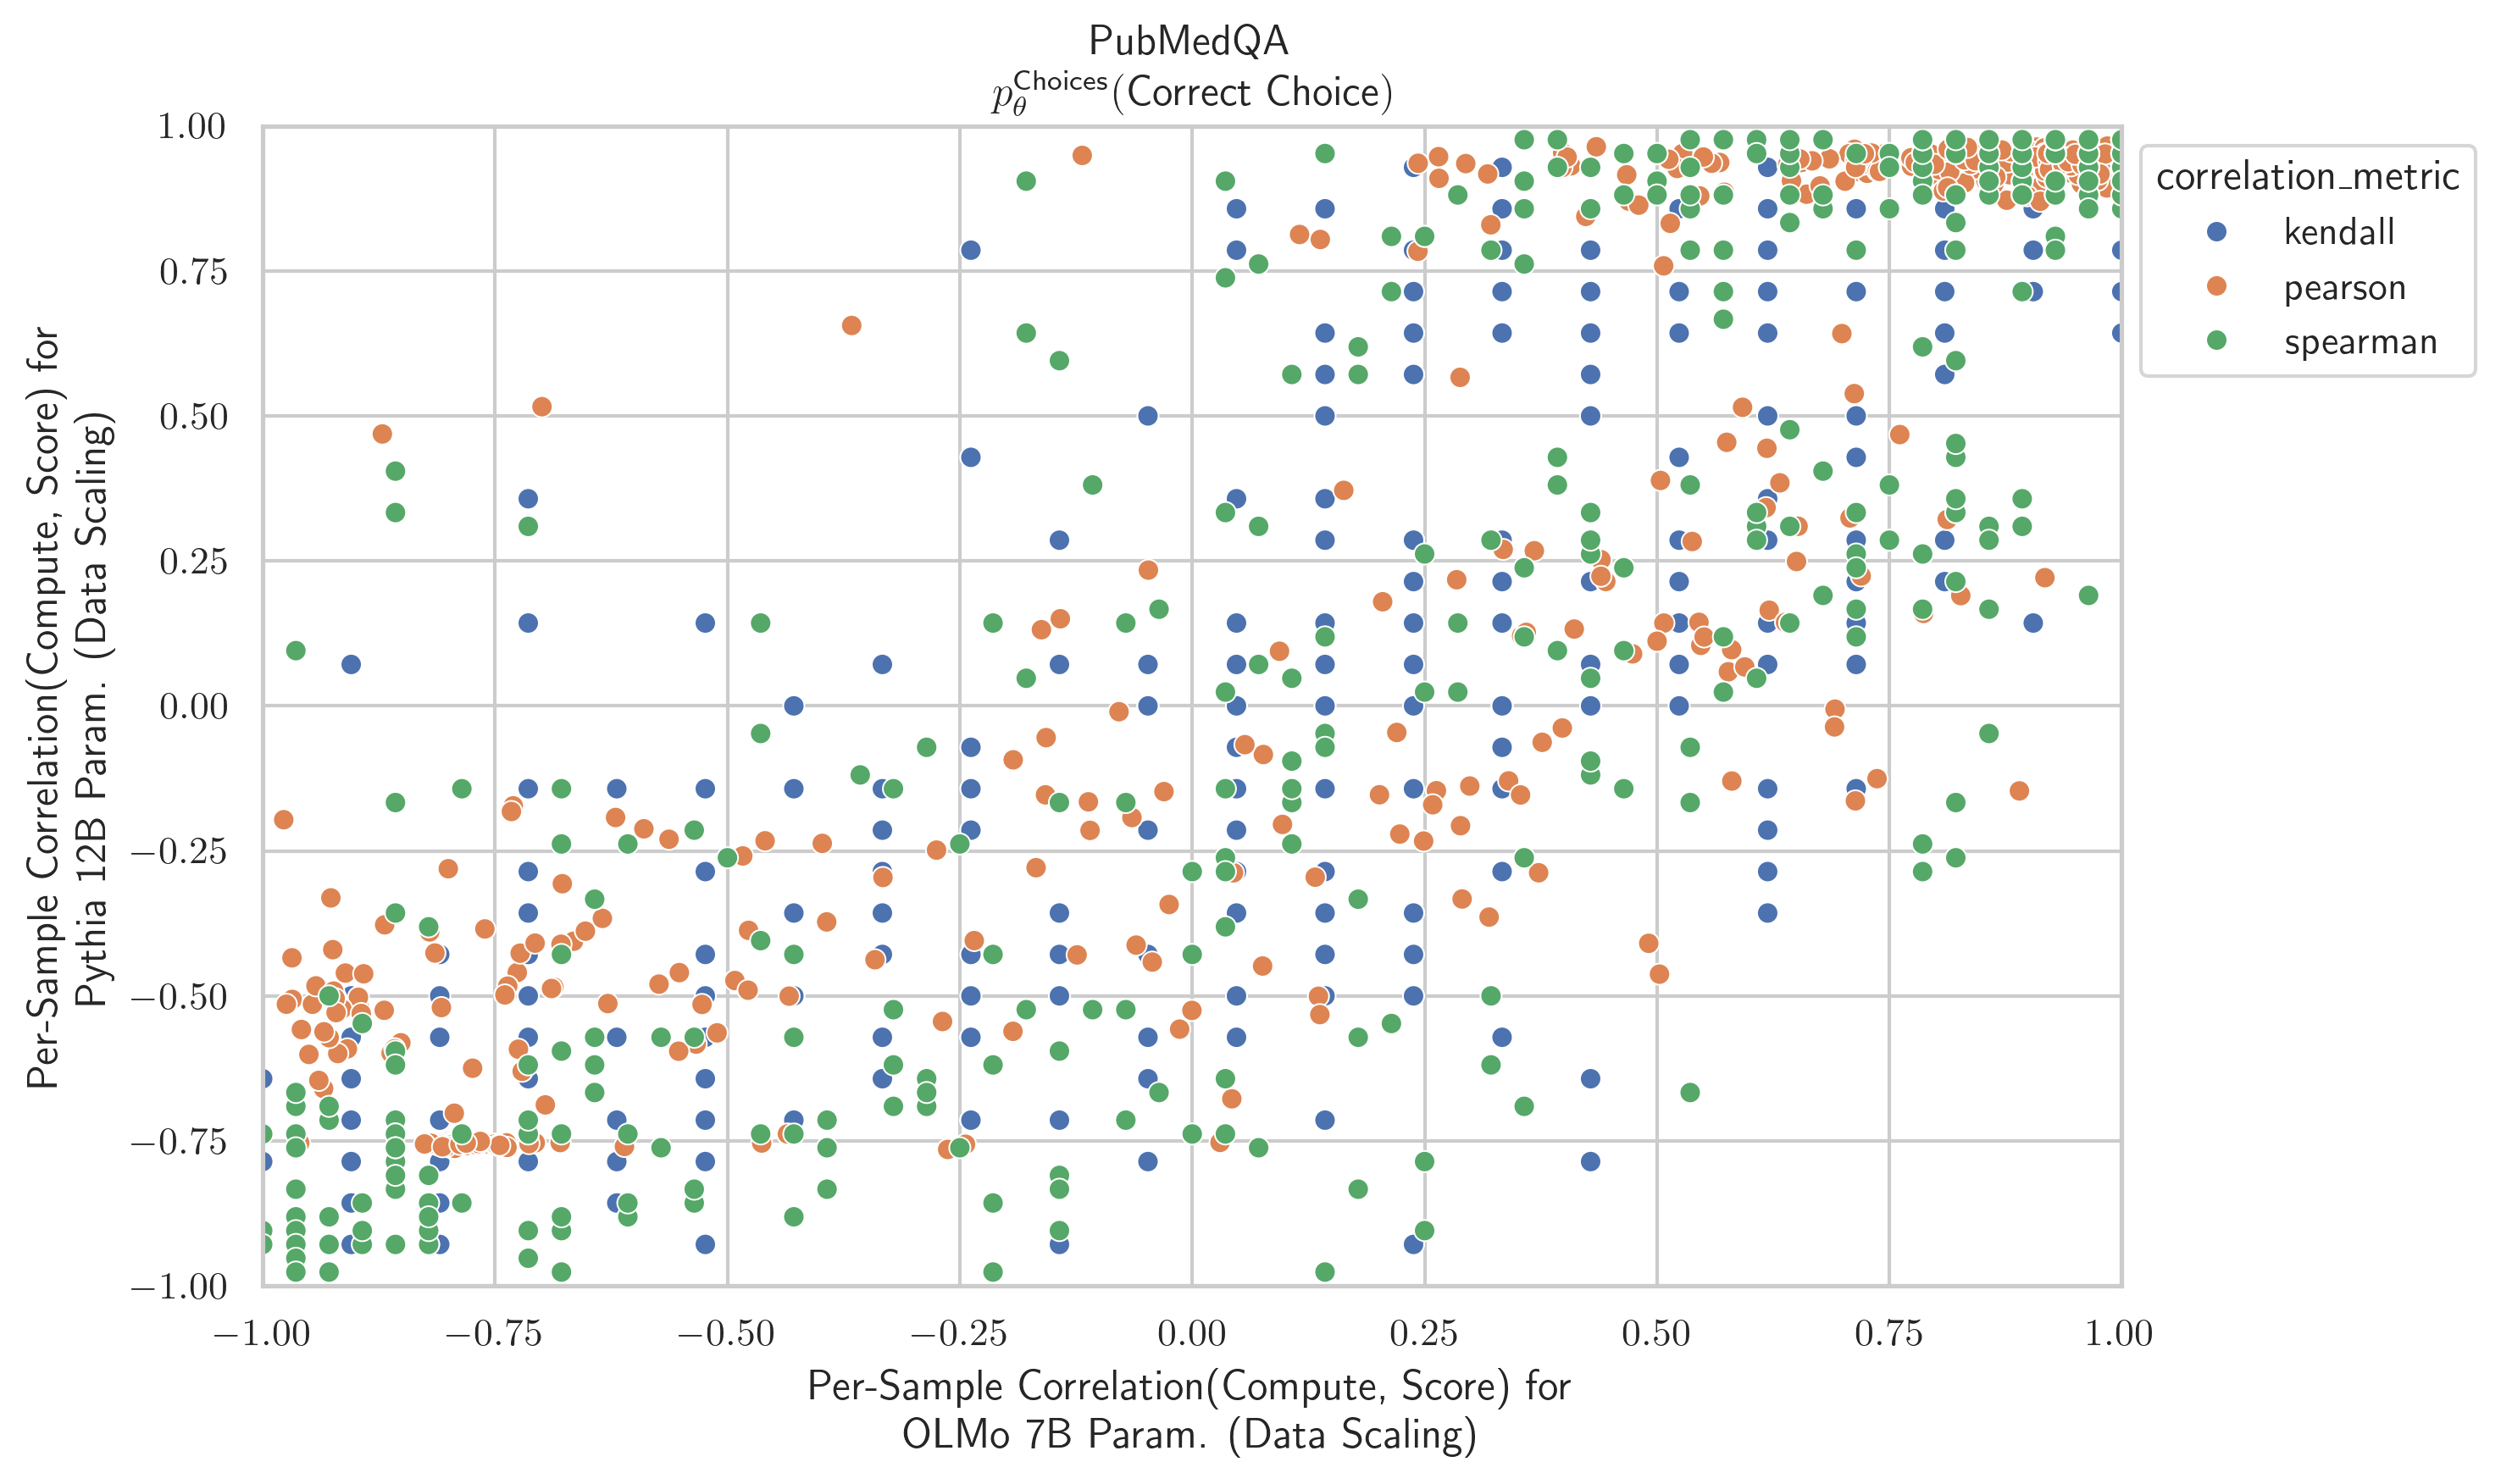 PubMedQA
p_θ^Choices(Correct Choice)
1.00
0.75
0.50
0.25
0.00
−0.25
−0.50
−0.75
−1.00
Per-Sample Correlation(Compute, Score) for
Pythia 12B Param. (Data Scaling)
correlation_metric
kendall
pearson
spearman
−1.00 −0.75 −0.50 −0.25 0.00 0.25 0.50 0.75 1.00
Per-Sample Correlation(Compute, Score) for
OLMo 7B Param. (Data Scaling)